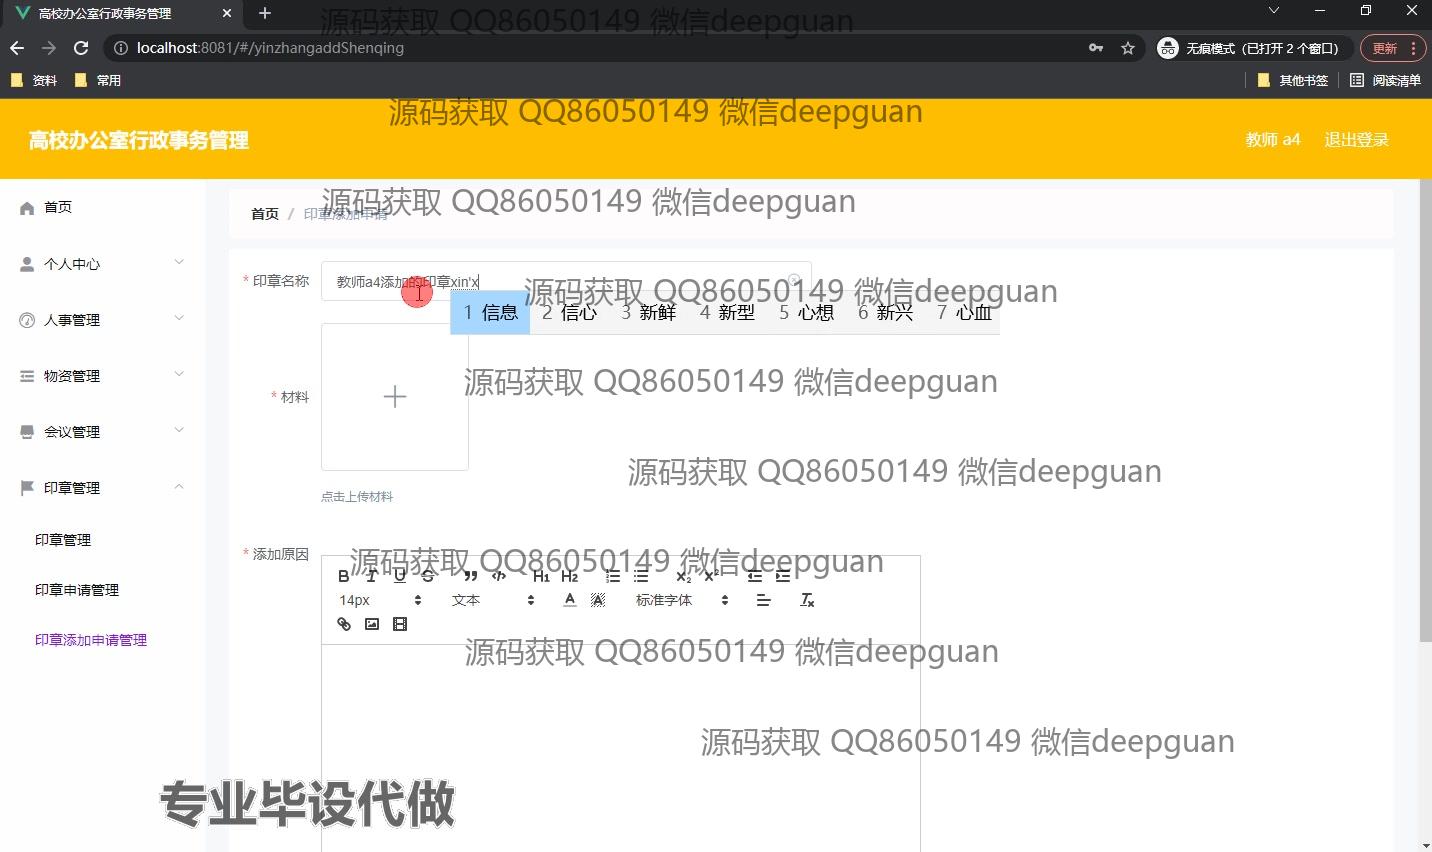 高校办公室行政事务管理
源码获取 QQ86050149 微信deepguan
localhost:8081/#/yinzhangaddShenqing
无痕模式（已打开 2 个窗口）
更新
资料
常用
其他书签
阅读清单
源码获取 QQ86050149 微信deepguan
高校办公室行政事务管理
教师 a4
退出登录
源码获取 QQ86050149 微信deepguan
首页
首页 / 印章添加申请
个人中心
* 印章名称
教师a4添加的印章xin'x
源码获取 QQ86050149 微信deepguan
1 信息 2 信心 3 新鲜 4 新型 5 心想 6 新兴 7 心血
人事管理
物资管理
源码获取 QQ86050149 微信deepguan
* 材料
会议管理
源码获取 QQ86050149 微信deepguan
印章管理
点击上传材料
印章管理
* 添加原因
源码获取 QQ86050149 微信deepguan
B I U S H1 H2 X2 X2
印章申请管理
14px 文本 A A 标准字体 Tx
印章添加申请管理
源码获取 QQ86050149 微信deepguan
源码获取 QQ86050149 微信deepguan
专业毕设代做